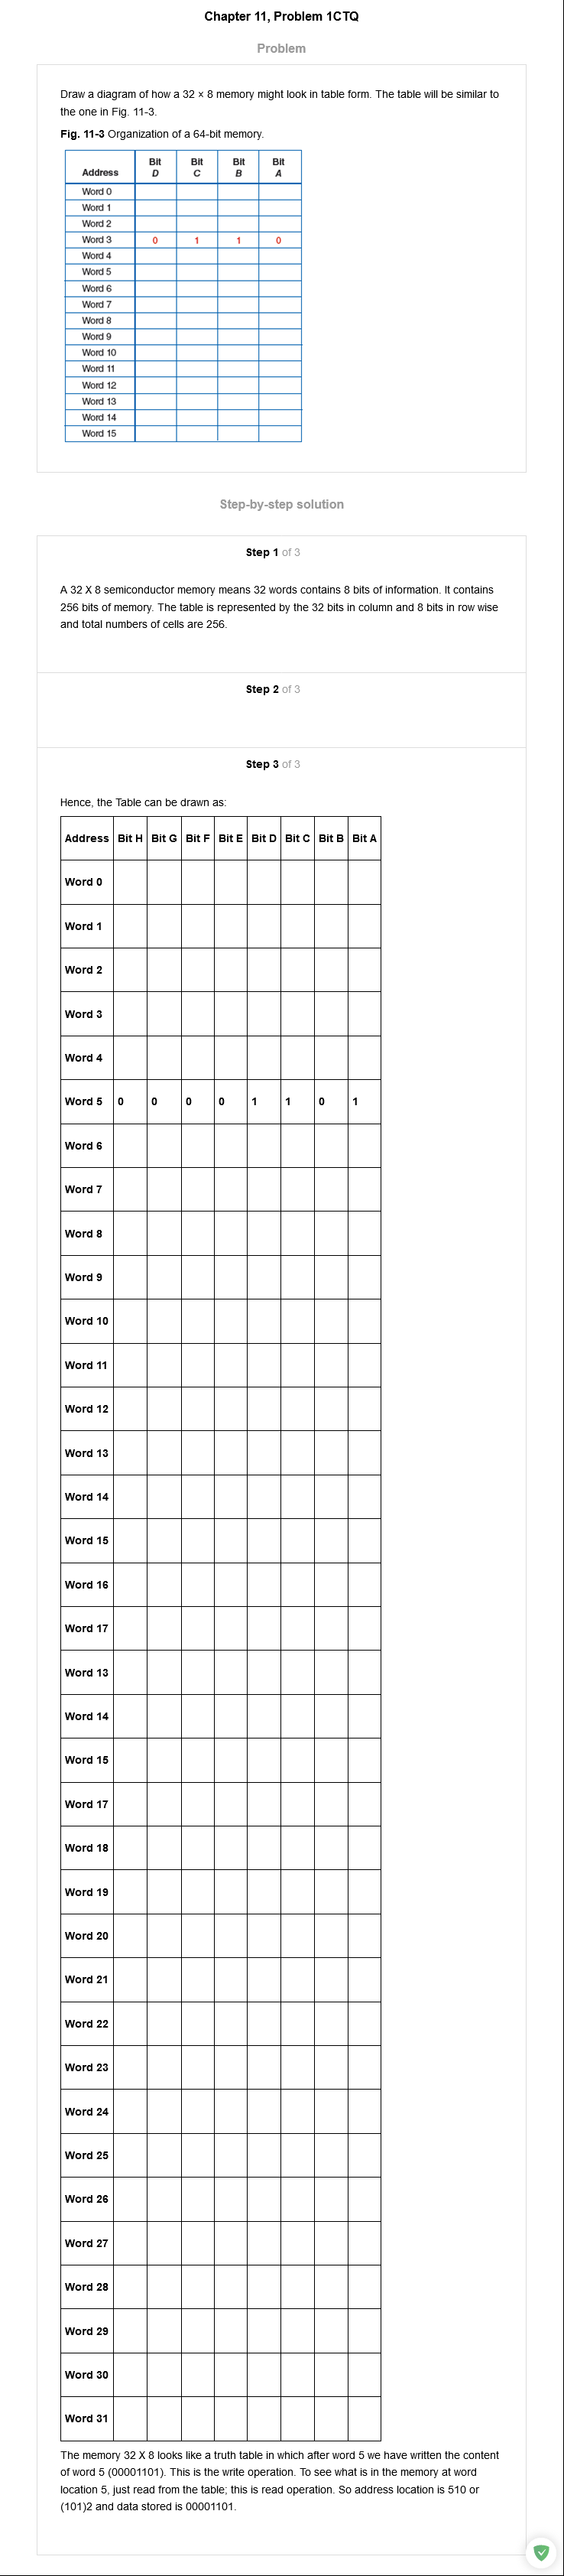 Chapter 11, Problem 1CTQ
Problem
Draw a diagram of how a 32 × 8 memory might look in table form. The table will be similar to
the one in Fig. 11-3.
Fig. 11-3 Organization of a 64-bit memory.
Address Bit D Bit C Bit B Bit A
Word 0
Word 1
Word 2
Word 3 0 1 1 0
Word 4
Word 5
Word 6
Word 7
Word 8
Word 9
Word 10
Word 11
Word 12
Word 13
Word 14
Word 15
Step-by-step solution
Step 1 of 3
A 32 X 8 semiconductor memory means 32 words contains 8 bits of information. It contains
256 bits of memory. The table is represented by the 32 bits in column and 8 bits in row wise
and total numbers of cells are 256.
Step 2 of 3
Step 3 of 3
Hence, the Table can be drawn as:
Address Bit H Bit G Bit F Bit E Bit D Bit C Bit B Bit A
Word 0
Word 1
Word 2
Word 3
Word 4
Word 5 0 0 0 0 1 1 0 1
Word 6
Word 7
Word 8
Word 9
Word 10
Word 11
Word 12
Word 13
Word 14
Word 15
Word 16
Word 17
Word 13
Word 14
Word 15
Word 17
Word 18
Word 19
Word 20
Word 21
Word 22
Word 23
Word 24
Word 25
Word 26
Word 27
Word 28
Word 29
Word 30
Word 31
The memory 32 X 8 looks like a truth table in which after word 5 we have written the content
of word 5 (00001101). This is the write operation. To see what is in the memory at word
location 5, just read from the table; this is read operation. So address location is 510 or
(101)2 and data stored is 00001101.